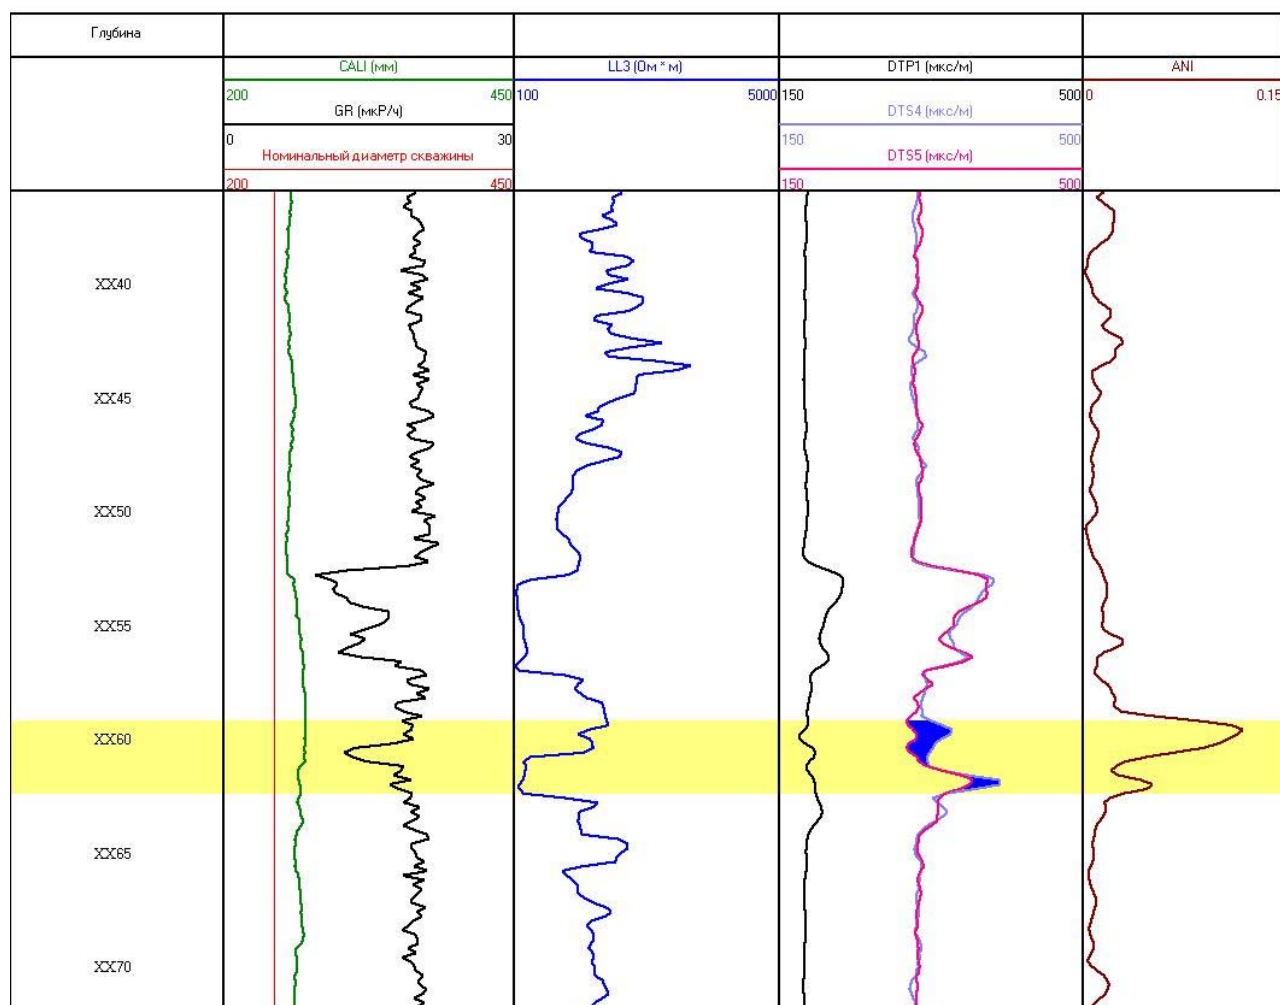 Глубина
CALI (мм)
200 450
GR (мкР/ч)
0 30
Номинальный диаметр скважины
200 450
LL3 (Ом * м)
100 5000
DTP1 (мкс/м)
150 500
DTS4 (мкс/м)
150 500
DTS5 (мкс/м)
150 500
ANI
0 0.15
XX40
XX45
XX50
XX55
XX60
XX65
XX70